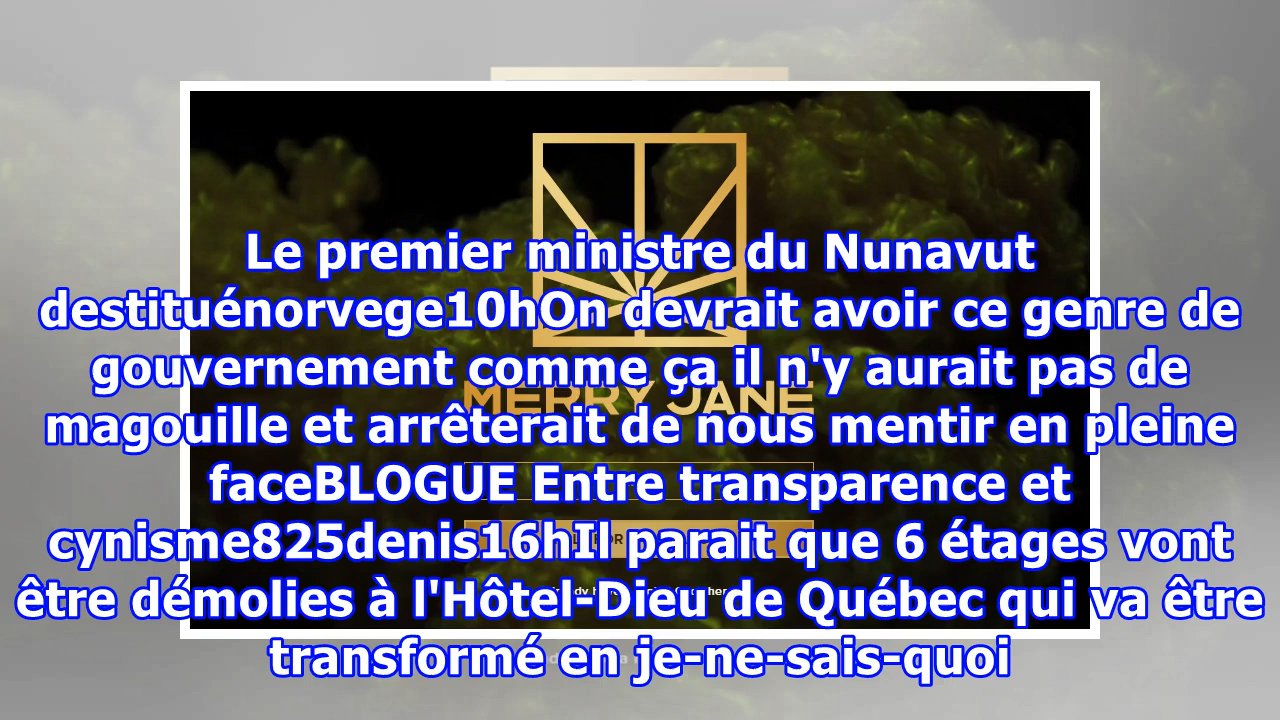 Le premier ministre du Nunavut
destituénorvege10hOn devrait avoir ce genre de
gouvernement comme ça il n'y aurait pas de
MERRY JANE
magouille et arrêterait de nous mentir en pleine
faceBLOGUE Entre transparence et
cynisme825denis16hIl parait que 6 étages vont
être démolies à l'Hôtel-Dieu de Québec qui va être
transformé en je-ne-sais-quoi